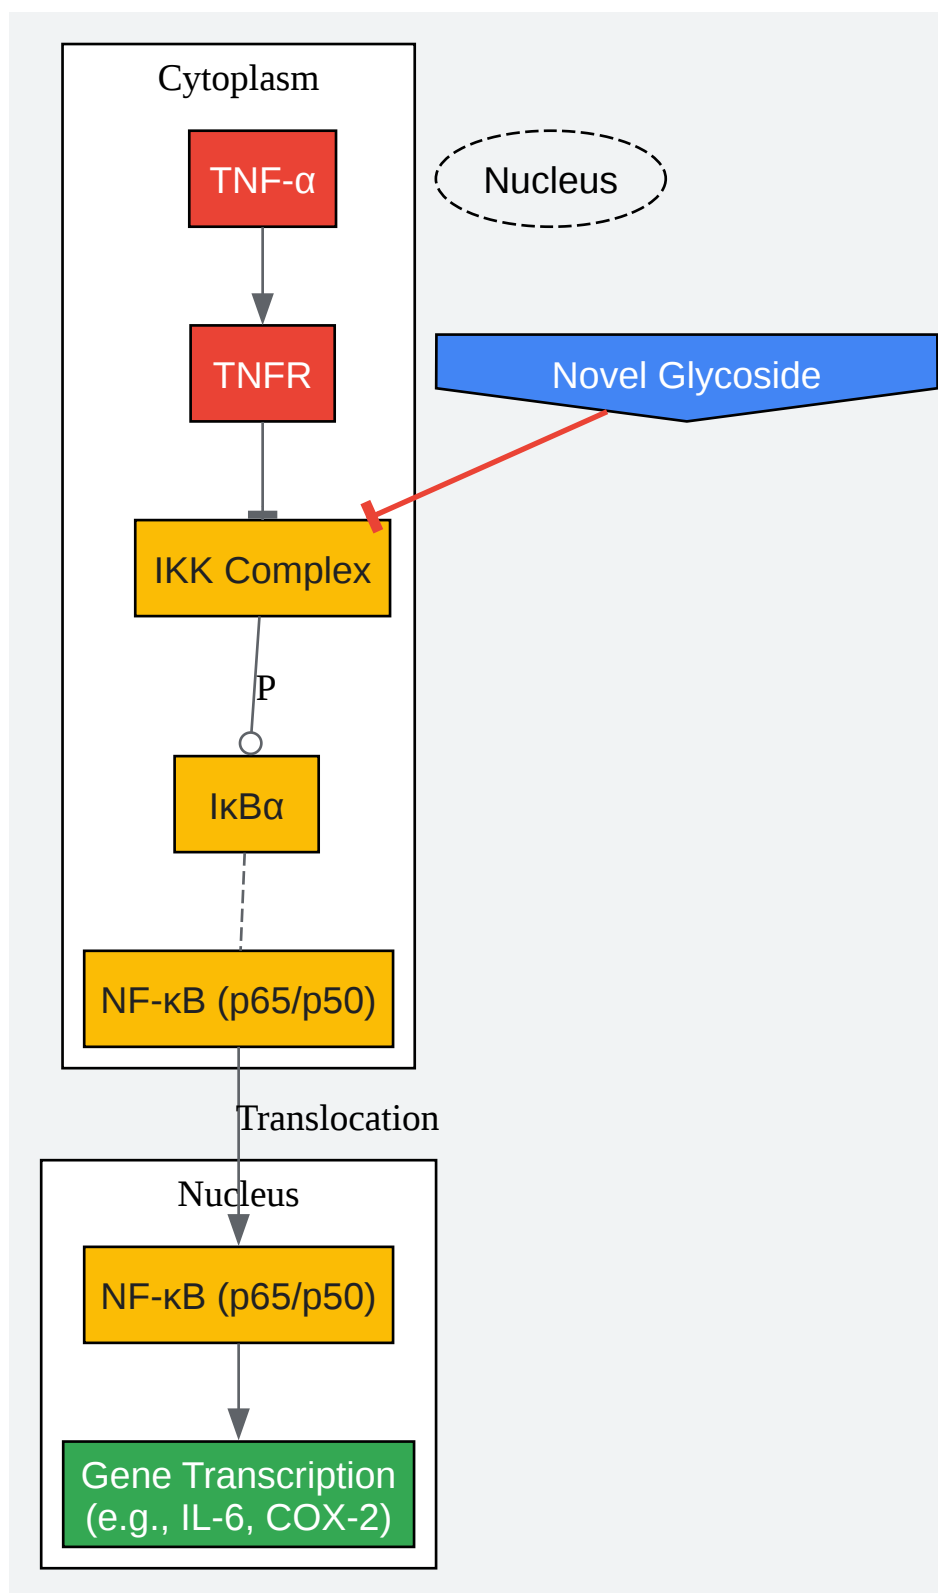 Cytoplasm
TNF-α
Nucleus
TNFR
Novel Glycoside
IKK Complex
P
IκBα
NF-κB (p65/p50)
Translocation
Nucleus
NF-κB (p65/p50)
Gene Transcription
(e.g., IL-6, COX-2)